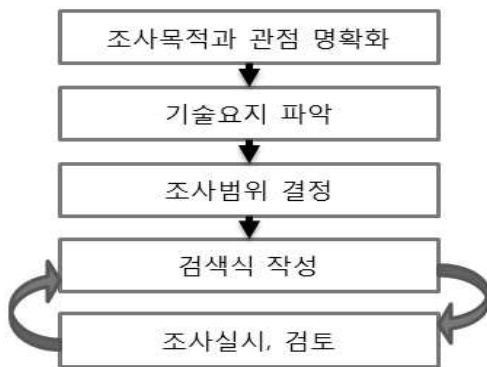 조사목적과 관점 명확화
기술요지 파악
조사범위 결정
검색식 작성
조사실시, 검토